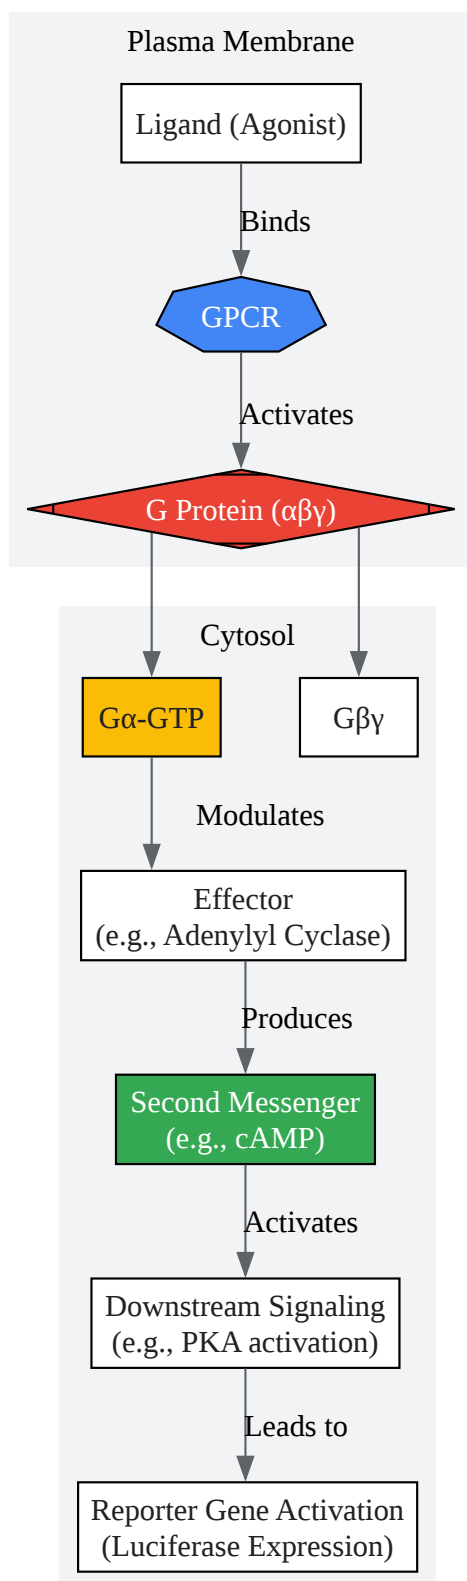 Plasma Membrane
Ligand (Agonist)
Binds
GPCR
Activates
G Protein (αβγ)
Cytosol
Gα-GTP
Gβγ
Modulates
Effector
(e.g., Adenylyl Cyclase)
Produces
Second Messenger
(e.g., cAMP)
Activates
Downstream Signaling
(e.g., PKA activation)
Leads to
Reporter Gene Activation
(Luciferase Expression)